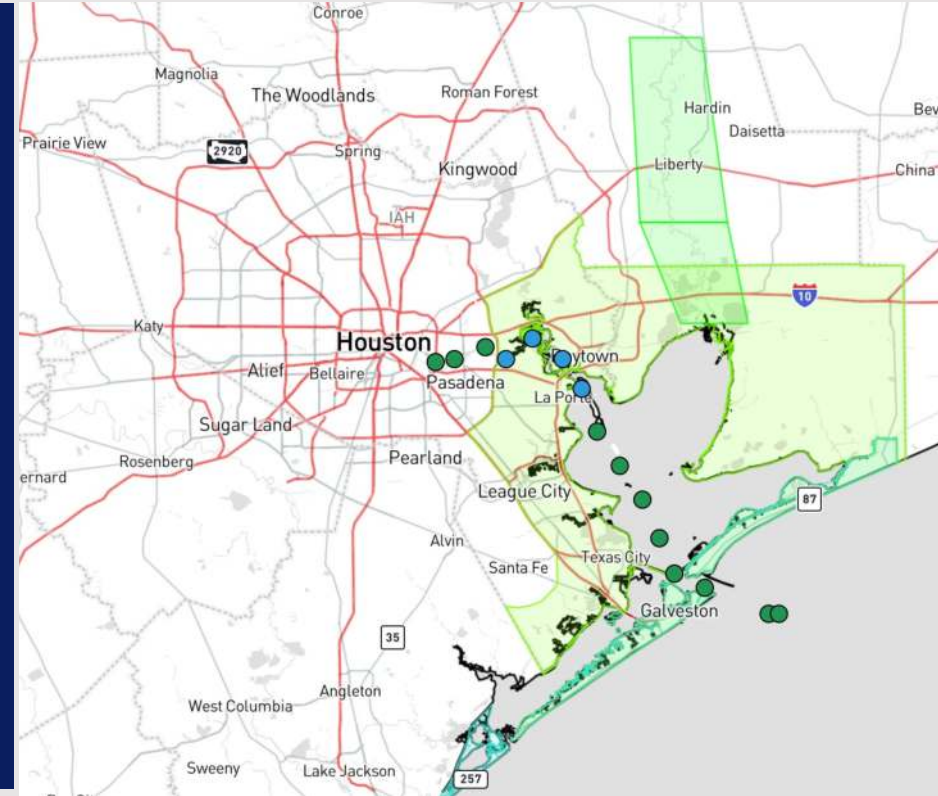 Conroe
Magnolia
The Woodlands
Roman Forest
Hardin
Bev
Daisetta
Prairie View
2920
Spring
Kingwood
Liberty
China
IAH
10
Katy
Houston
Baytown
Alief
Bellaire
Pasadena
La Porte
Sugar Land
Rosenberg
Pearland
ernard
League City
87
Alvin
Texas City
Santa Fe
Galveston
35
Angleton
West Columbia
Sweeny
Lake Jackson
257